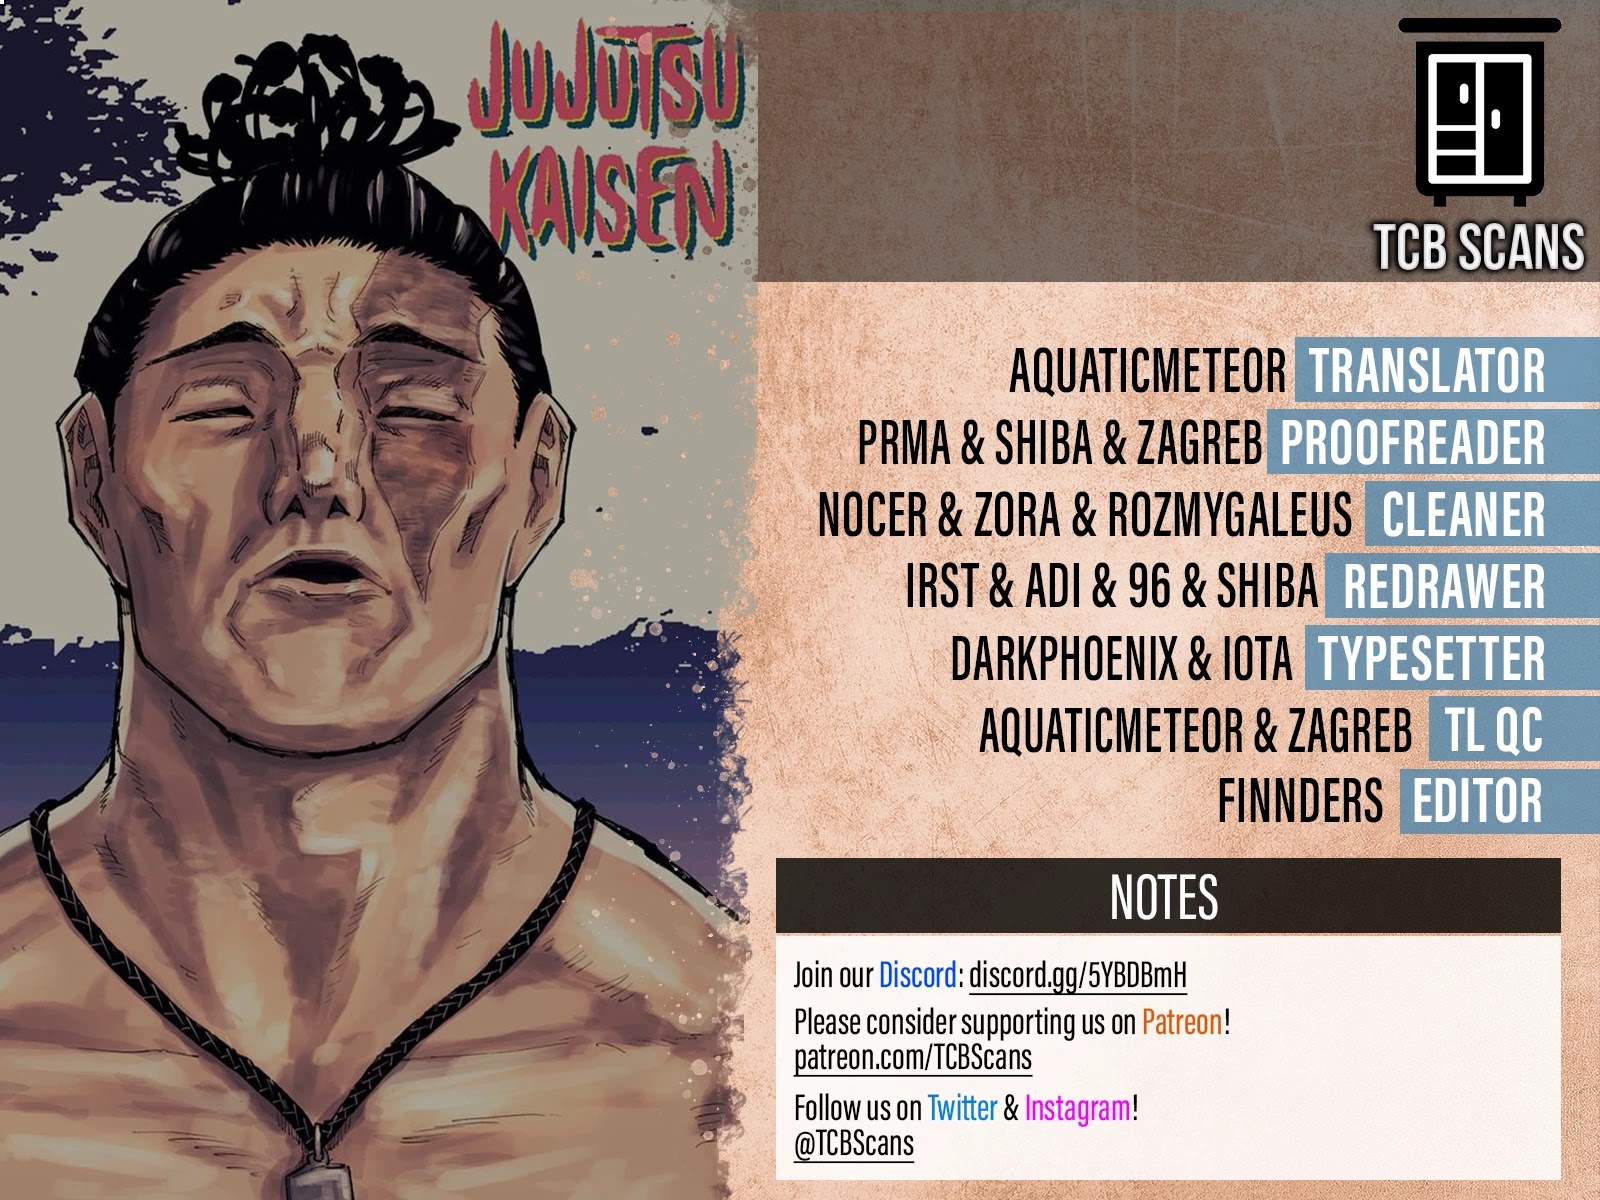 JUJUTSU
KAISEN
TCB SCANS
AQUATICMETEOR TRANSLATOR
PRMA & SHIBA & ZAGREB PROOFREADER
NOCER & ZORA & ROZMYGALEUS CLEANER
IRST & ADI & 96 & SHIBA REDRAWER
DARKPHOENIX & IOTA TYPESETTER
AQUATICMETEOR & ZAGREB TL QC
FINNDERS EDITOR
NOTES
Join our Discord: discord.gg/5YBDBmH
Please consider supporting us on Patreon!
patreon.com/TCBScans
Follow us on Twitter & Instagram!
@TCBScans